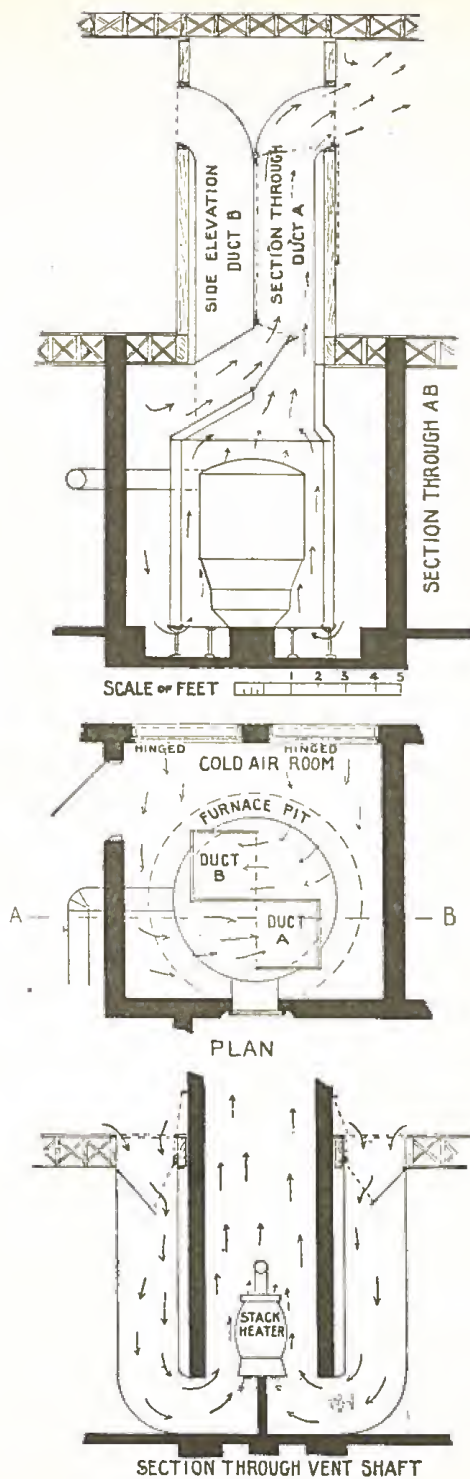 SIDE ELEVATION
DUCT B
SECTION THROUGH
DUCT A
SECTION THROUGH AB
SCALE OF FEET
1 2 3 4 5
HINGED HINGED
COLD AIR ROOM
FURNACE PIT
DUCT
B
A B
DUCT
A
PLAN
STACK
HEATER
SECTION THROUGH VENT SHAFT